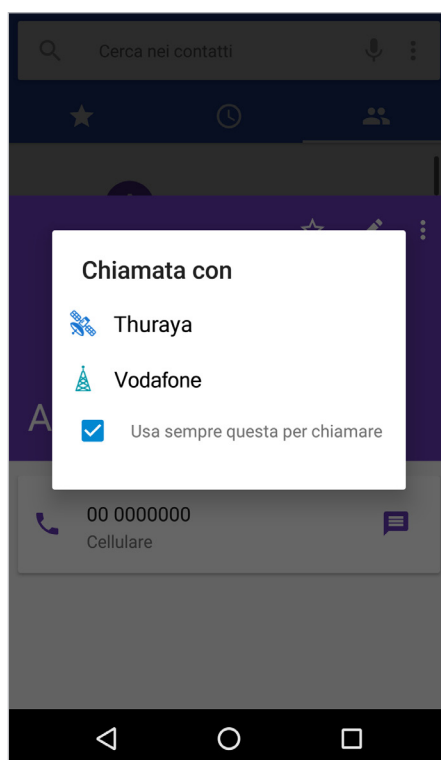 Cerca nei contatti
Chiamata con
Thuraya
Vodafone
A
Usa sempre questa per chiamare
00 0000000
Cellulare